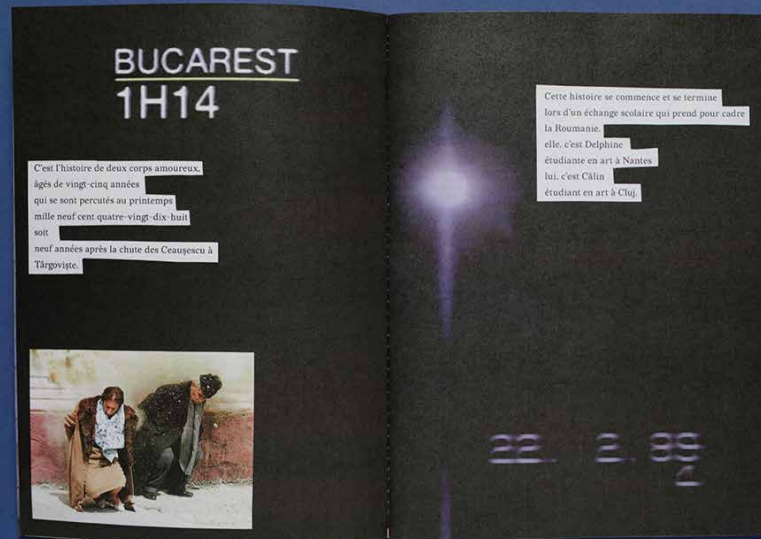 BUCAREST
1H14
C'est l'histoire de deux corps amoureux,
âgés de vingt-cinq années
qui se sont percutés au printemps
mille neuf cent quatre-vingt-dix-huit
soit
neuf années après la chute des Ceaușescu à
Târgoviște.
Cette histoire se commence et se termine
lors d'un échange scolaire qui prend pour cadre
la Roumanie.
elle, c'est Delphine
étudiante en art à Nantes
lui, c'est Călin
étudiant en art à Cluj.
22. 2. 89